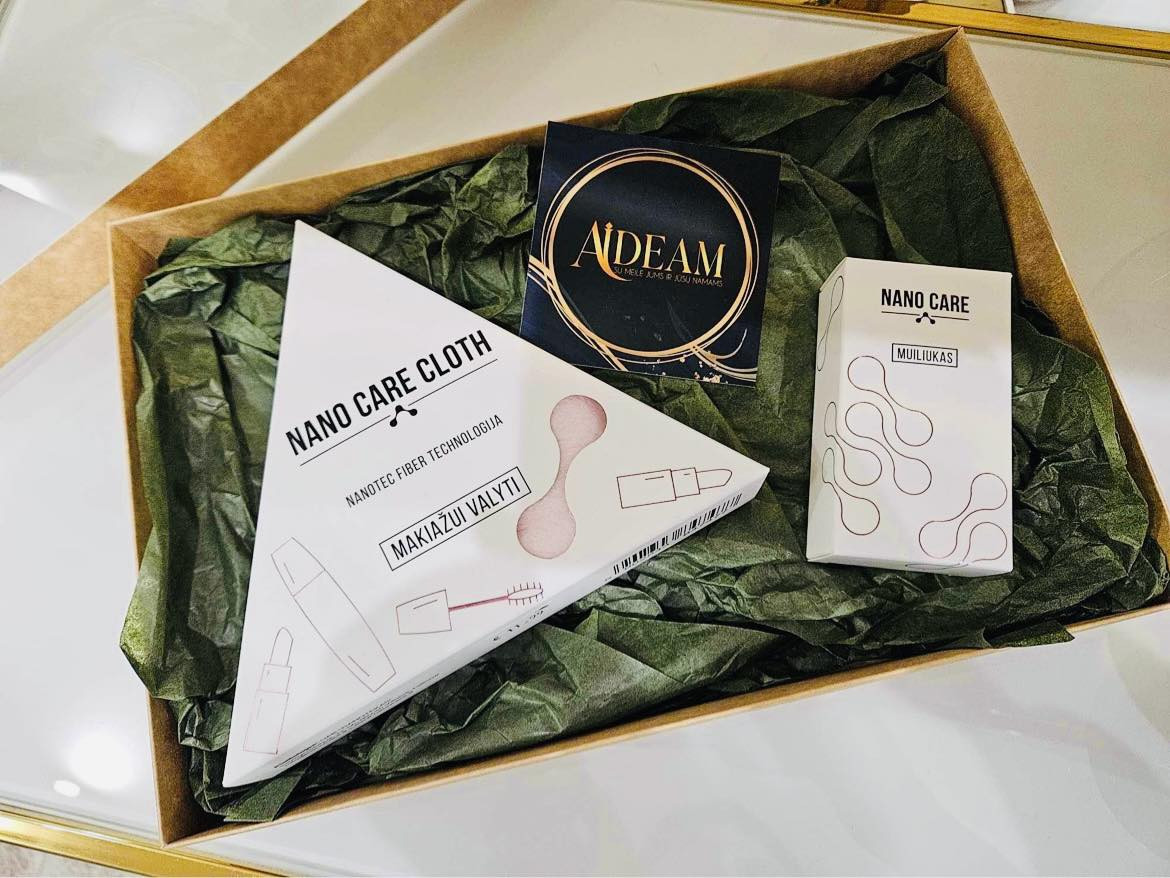 AIDEAM
SU MEILE JUMS IR JŪSŲ NAMAMS
NANO CARE CLOTH
NANOTEC FIBER TECHNOLOGIJA
MAKIAŽUI VALYTI
NANO CARE
MUILIUKAS